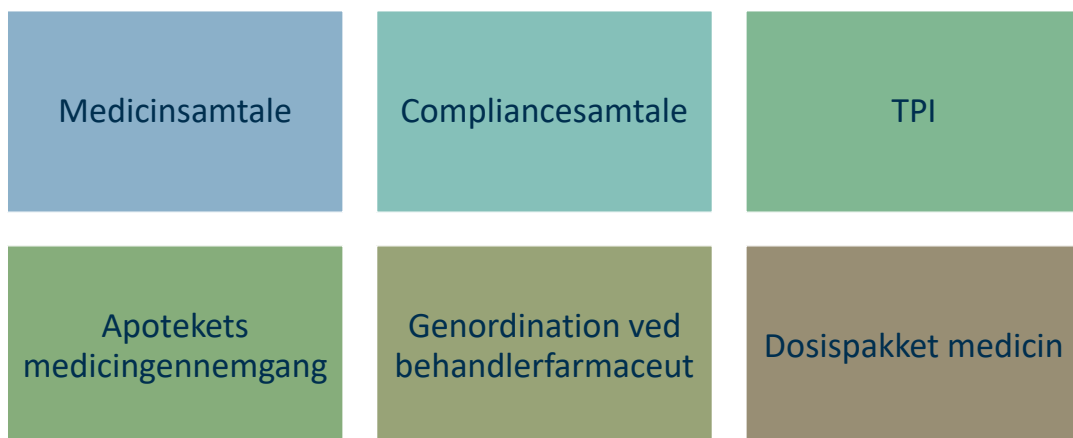 Medicinsamtale
Compliancesamtale
TPI
Apotekets
medicingennemgang
Genordination ved
behandlerfarmaceut
Dosispakket medicin